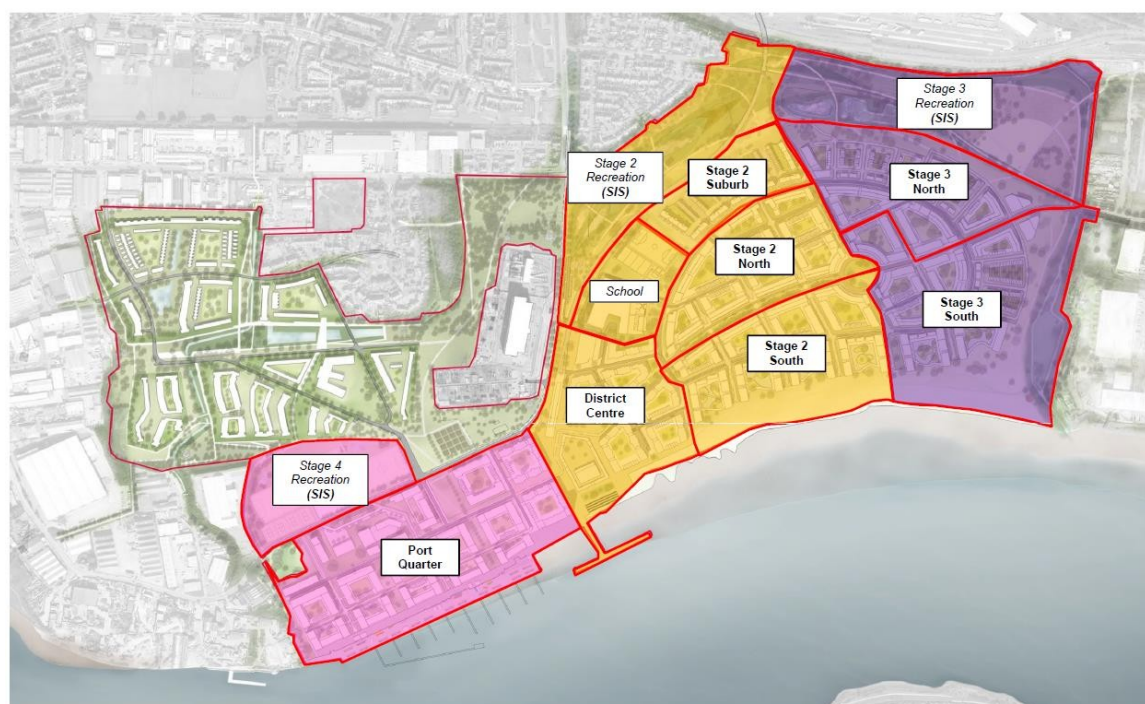 Stage 3
Recreation
(SIS)
Stage 2
Recreation
(SIS)
Stage 2
Suburb
Stage 3
North
Stage 2
North
School
Stage 3
South
Stage 2
South
District
Centre
Stage 4
Recreation
(SIS)
Port
Quarter